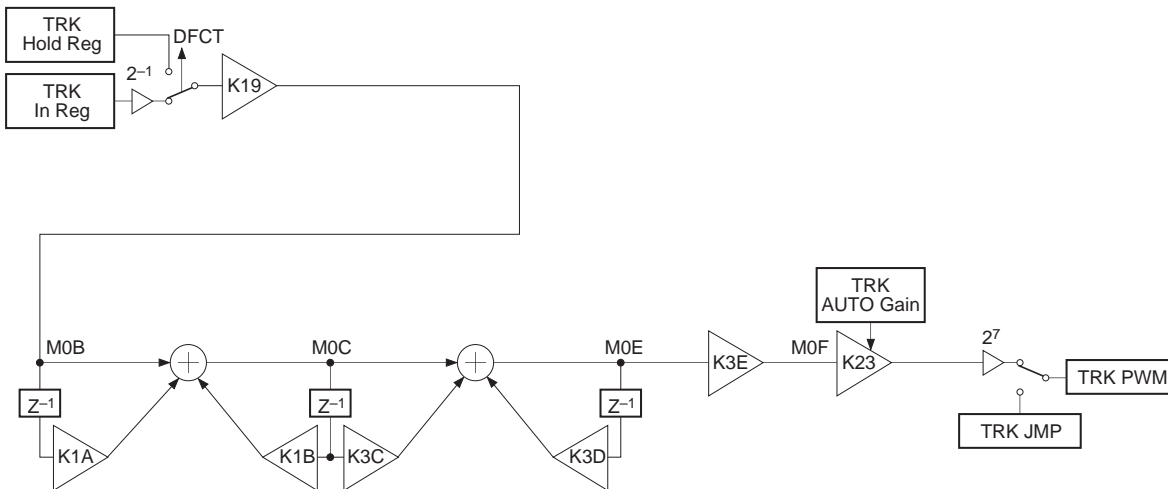 TRK
Hold Reg
DFCT
2⁻¹
K19
TRK
In Reg
TRK
AUTO Gain
M0B
M0C
M0E
K3E
M0F
K23
2⁷
TRK PWM
Z⁻¹
Z⁻¹
Z⁻¹
TRK JMP
K1A
K1B
K3C
K3D